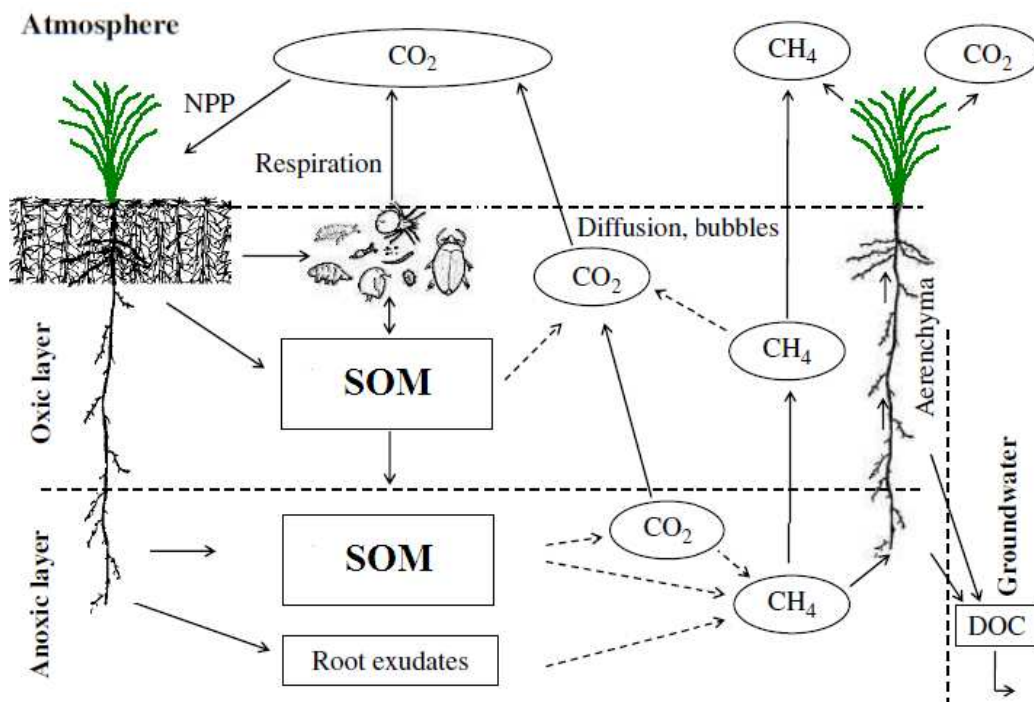 Atmosphere
CO₂
CH₄
CO₂
NPP
Respiration
Diffusion, bubbles
CO₂
CH₄
SOM
Oxic layer
Aerenchyma
Groundwater
SOM
CO₂
CH₄
Anoxic layer
Root exudates
DOC